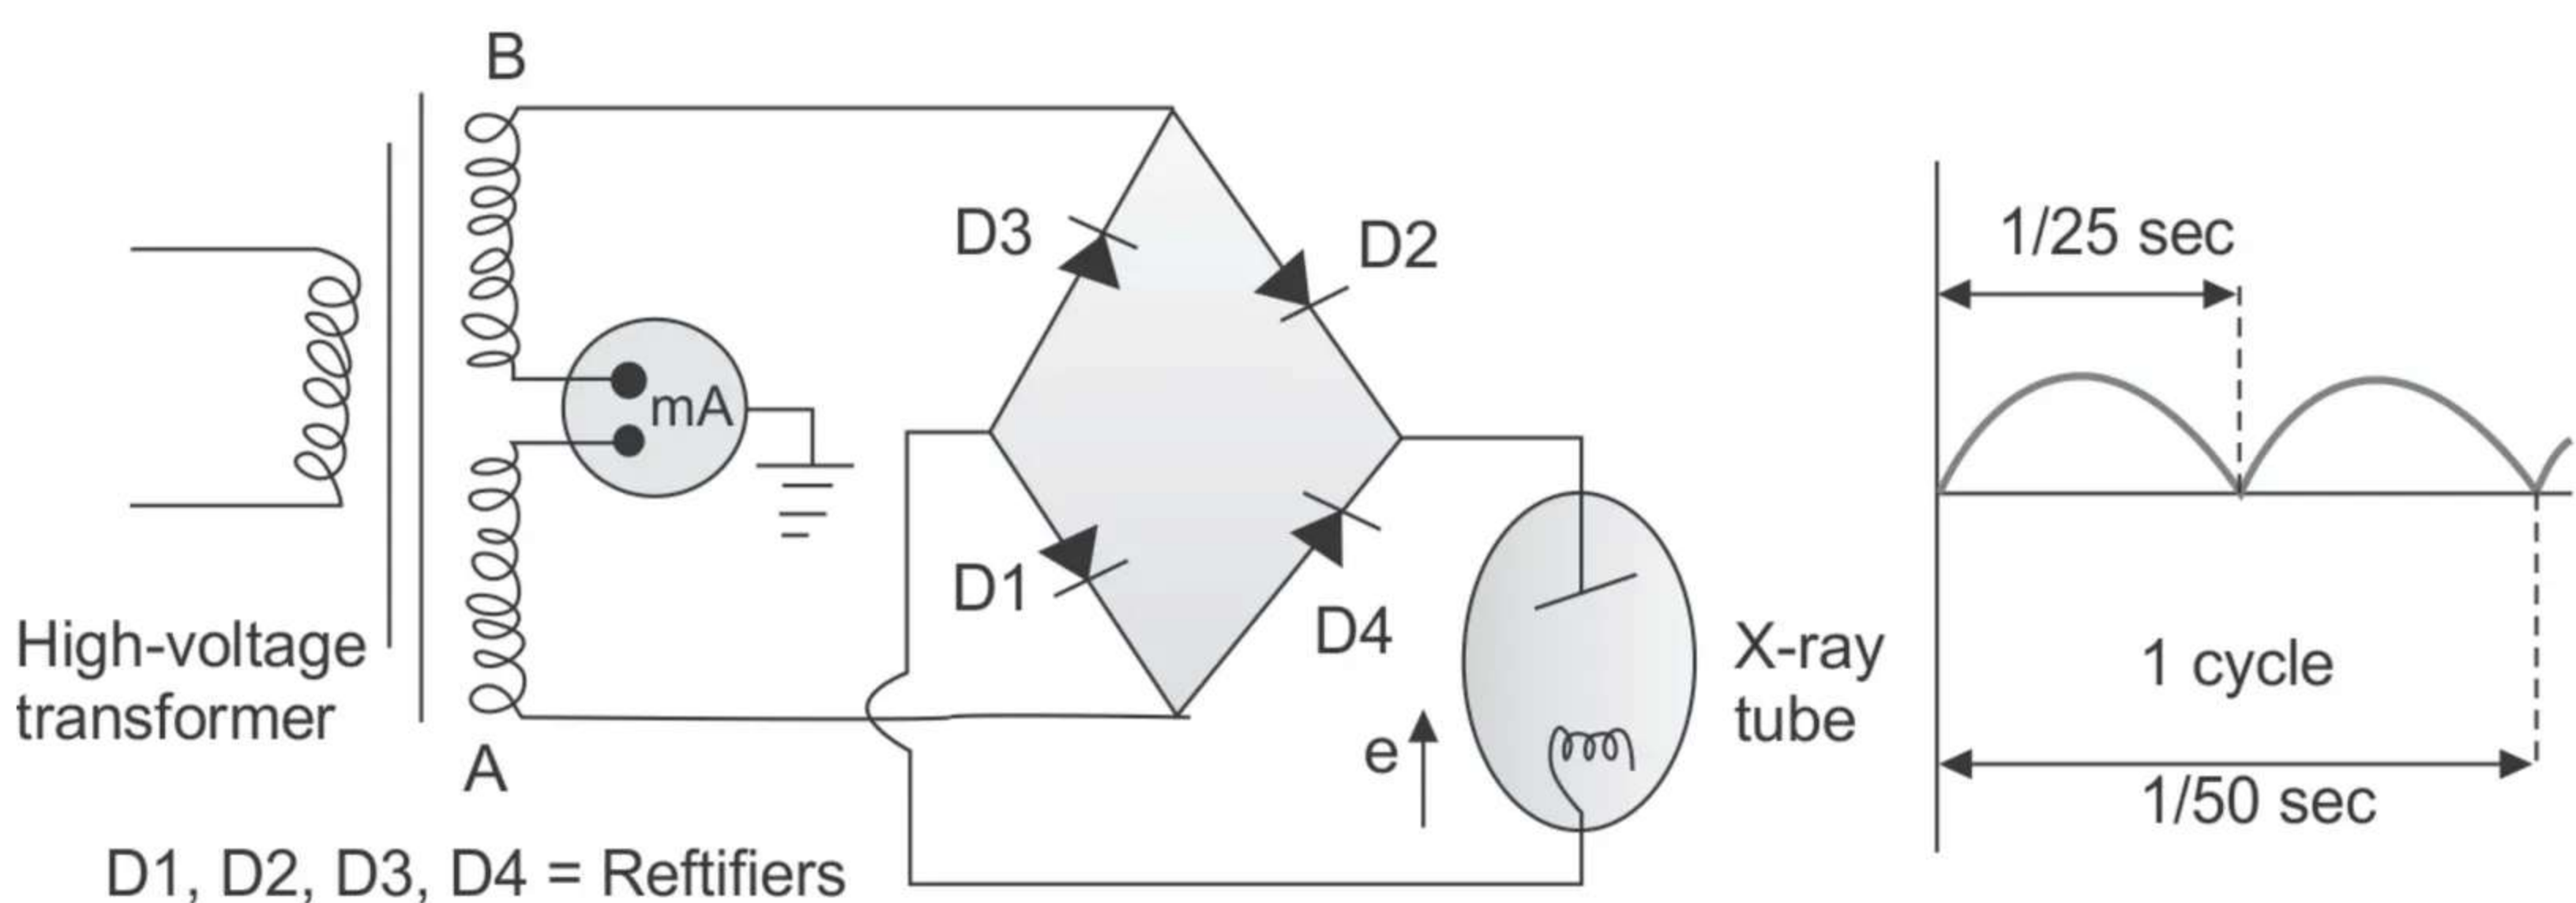 B
D3
D2
1/25 sec
mA
D1
D4
High-voltage
transformer
X-ray
tube
1 cycle
e
A
1/50 sec
D1, D2, D3, D4 = Reftifiers